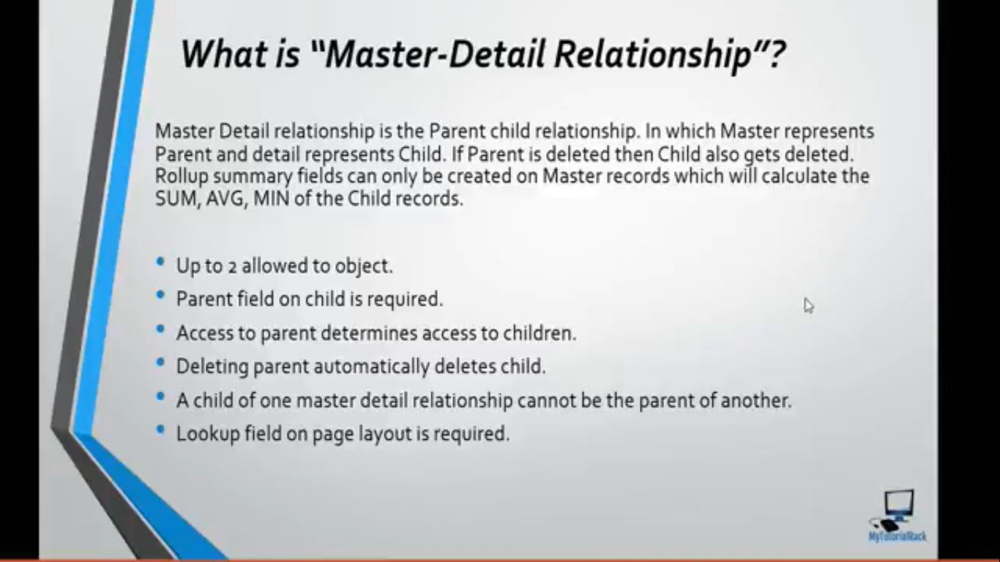 What is “Master-Detail Relationship”?
Master Detail relationship is the Parent child relationship. In which Master represents
Parent and detail represents Child. If Parent is deleted then Child also gets deleted.
Rollup summary fields can only be created on Master records which will calculate the
SUM, AVG, MIN of the Child records.
• Up to 2 allowed to object.
• Parent field on child is required.
• Access to parent determines access to children.
• Deleting parent automatically deletes child.
• A child of one master detail relationship cannot be the parent of another.
• Lookup field on page layout is required.
MyTutorialRack